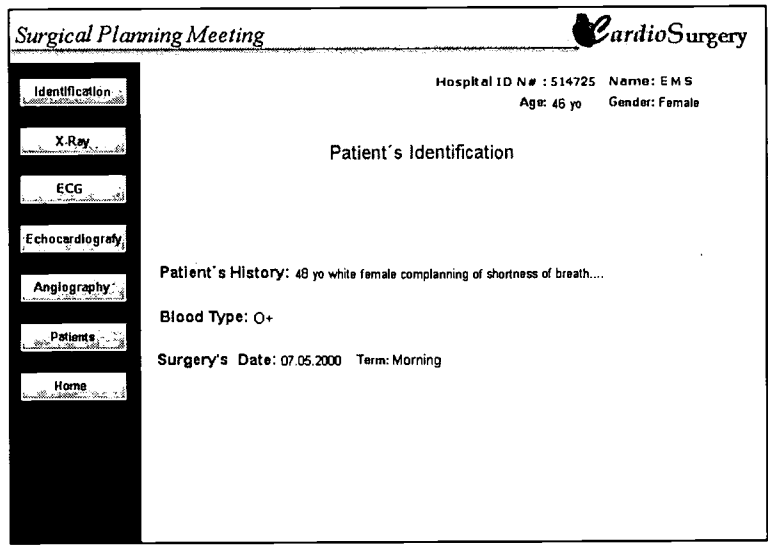 Surgical Planning Meeting
CardioSurgery
Identification
X-Ray
ECG
Echocardiografy
Angiography
Patients
Home
Hospital ID N# : 514725 Name: EMS
Age: 46 yo Gender: Female
Patient´s Identification
Patient´s History: 48 yo white female complanning of shortness of breath....
Blood Type: O+
Surgery's Date: 07.05.2000 Term: Morning